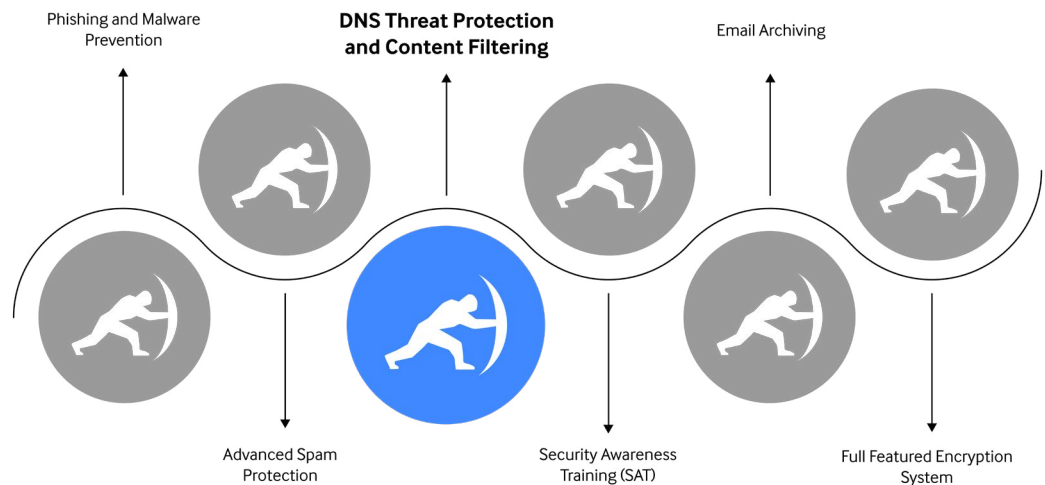 Phishing and Malware
Prevention
DNS Threat Protection
and Content Filtering
Email Archiving
Advanced Spam
Protection
Security Awareness
Training (SAT)
Full Featured Encryption
System